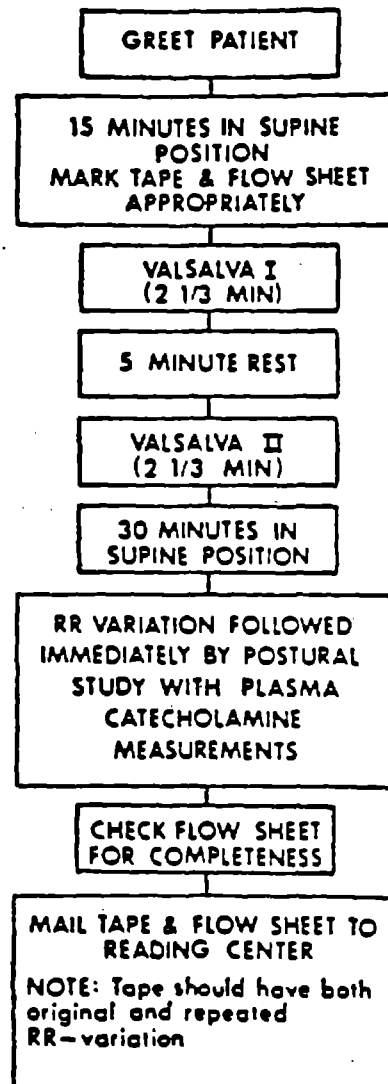 GREET PATIENT
15 MINUTES IN SUPINE
POSITION
MARK TAPE & FLOW SHEET
APPROPRIATELY
VALSALVA I
(2 1/3 MIN)
5 MINUTE REST
VALSALVA II
(2 1/3 MIN)
30 MINUTES IN
SUPINE POSITION
RR VARIATION FOLLOWED
IMMEDIATELY BY POSTURAL
STUDY WITH PLASMA
CATECHOLAMINE
MEASUREMENTS
CHECK FLOW SHEET
FOR COMPLETENESS
MAIL TAPE & FLOW SHEET TO
READING CENTER
NOTE: Tape should have both
original and repeated
RR-variation